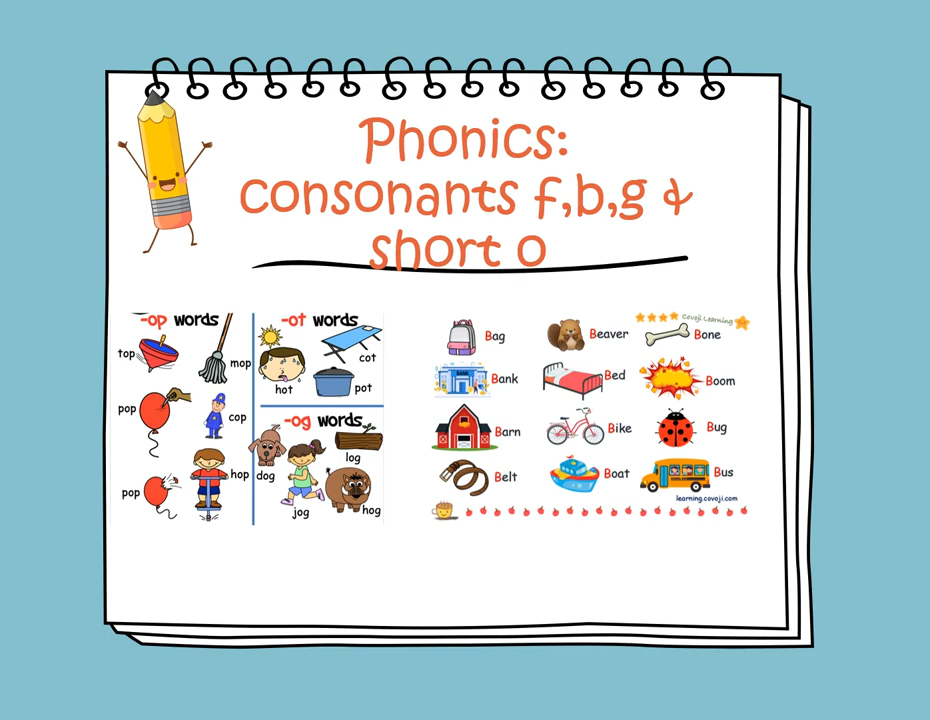 Phonics:
consonants f,b,g &
short o
-op words
top
mop
pop
cop
pop
hop
-ot words
cot
hot
pot
-og words
log
dog
jog
hog
Covoji Learning
Bag
Beaver
Bone
BANK
Bank
Bed
Boom
Barn
Bike
Bug
Belt
Boat
Bus
learning.covoji.com